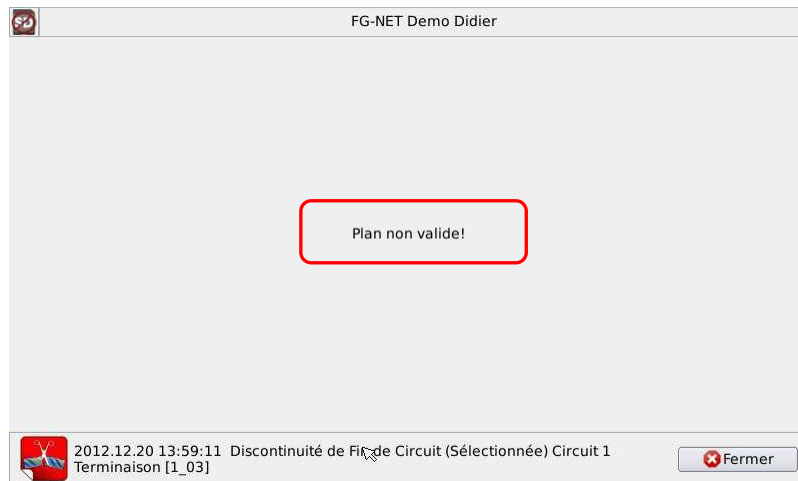 FG-NET Demo Didier
Plan non valide!
2012.12.20 13:59:11 Discontinuité de Fin de Circuit (Sélectionnée) Circuit 1
Terminaison [1_03]
Fermer